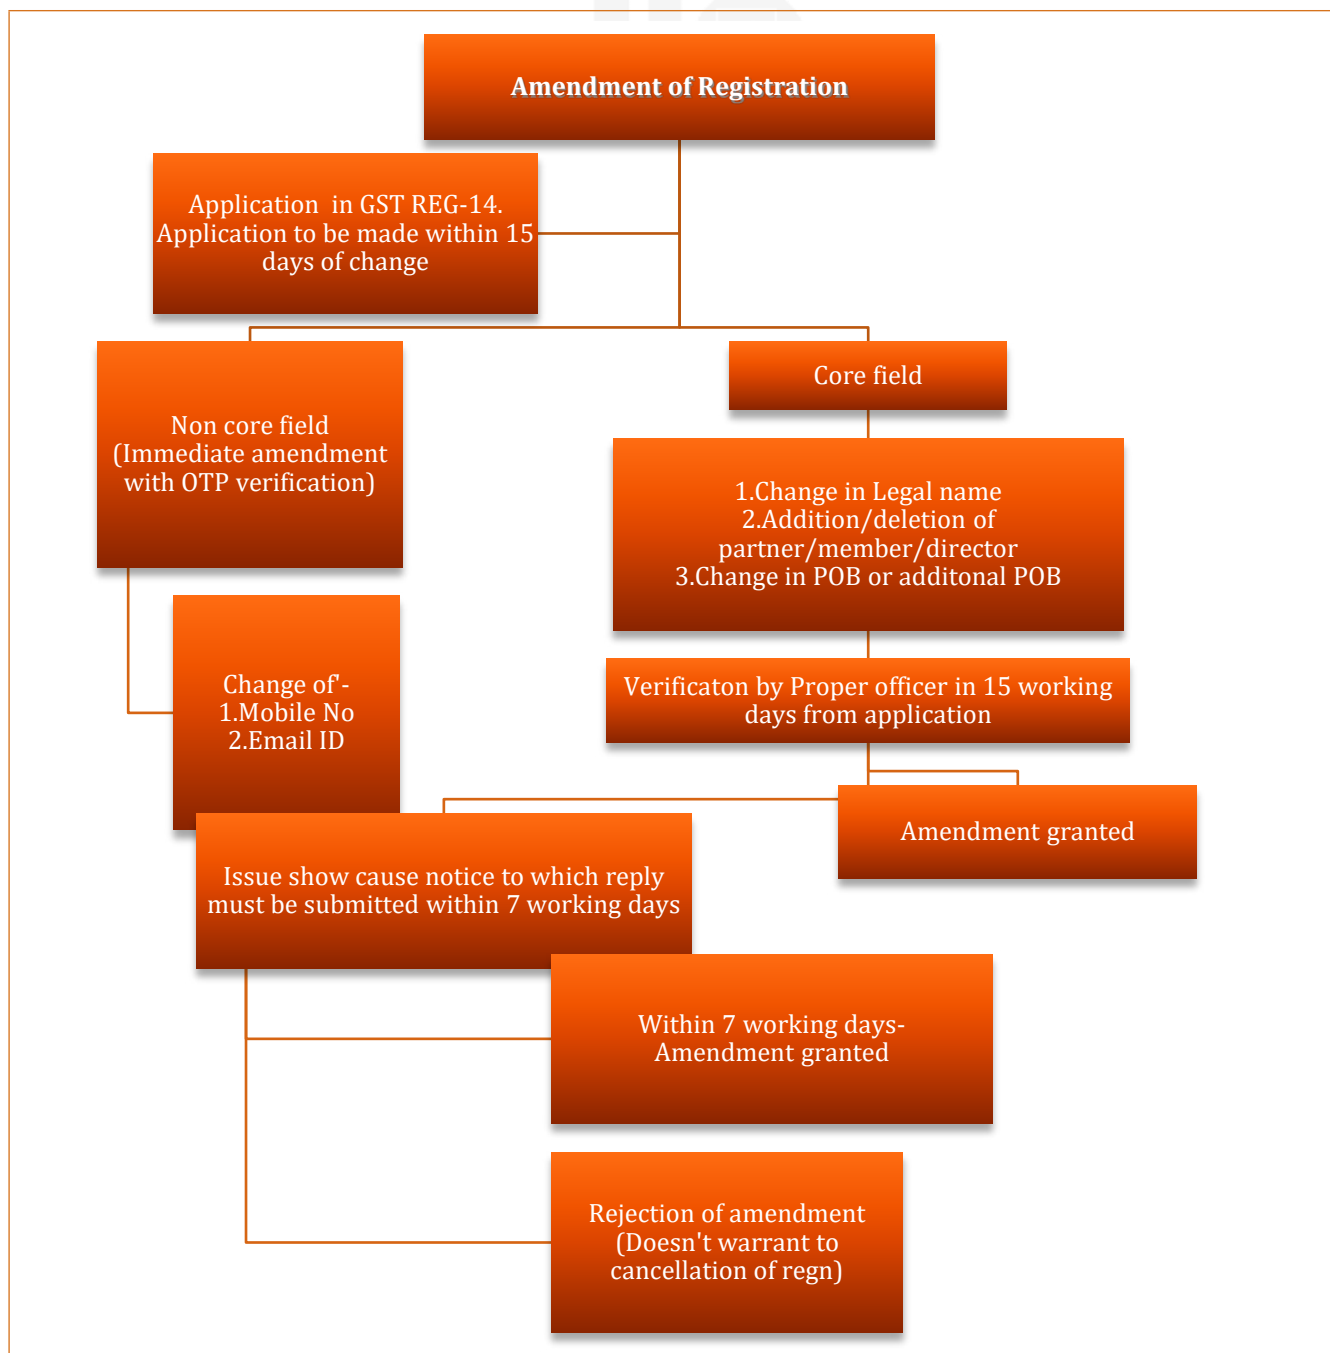 Amendment of Registration
Application in GST REG-14.
Application to be made within 15
days of change
Non core field
(Immediate amendment
with OTP verification)
Core field
1.Change in Legal name
2.Addition/deletion of
partner/member/director
3.Change in POB or additonal POB
Change of'-
1.Mobile No
2.Email ID
Verificaton by Proper officer in 15 working
days from application
Amendment granted
Issue show cause notice to which reply
must be submitted within 7 working days
Within 7 working days-
Amendment granted
Rejection of amendment
(Doesn't warrant to
cancellation of regn)